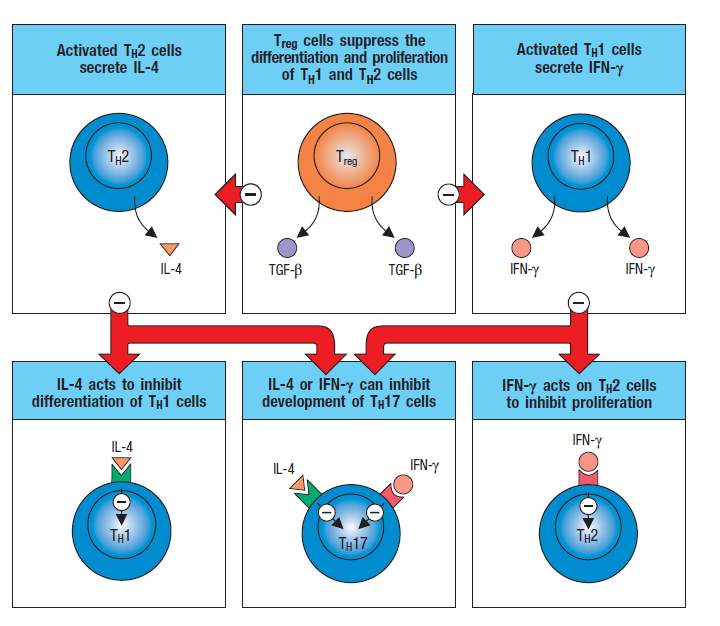 Activated TH2 cells
secrete IL-4
Treg cells suppress the
differentiation and proliferation
of TH1 and TH2 cells
Activated TH1 cells
secrete IFN-γ
TH2
IL-4
Treg
TGF-β
TGF-β
TH1
IFN-γ
IFN-γ
−
−
−
−
IL-4 acts to inhibit
differentiation of TH1 cells
IL-4 or IFN-γ can inhibit
development of TH17 cells
IFN-γ acts on TH2 cells
to inhibit proliferation
IL-4
−
TH1
IL-4
IFN-γ
−
−
TH17
IFN-γ
−
TH2